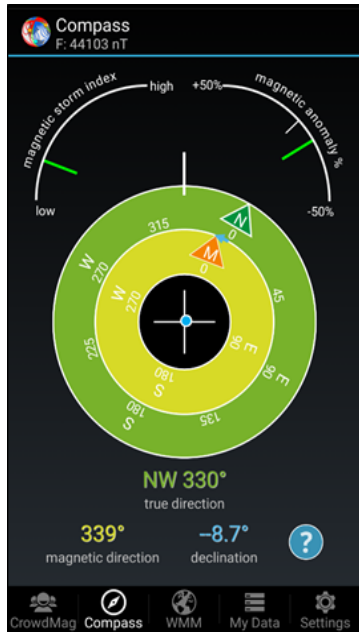 Compass
F: 44103 nT
magnetic storm index
high
+50%
magnetic anomaly %
low
-50%
N
0
315
M
0
W
270
W
270
45
90
E
90
E
225
180
S
180
S
135
NW 330°
true direction
339°
–8.7°
magnetic direction
declination
?
CrowdMag
Compass
WMM
My Data
Settings